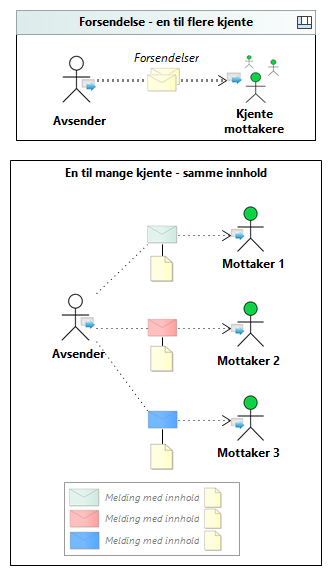 Forsendelse - en til flere kjente
Forsendelser
Avsender
Kjente
mottakere
En til mange kjente - samme innhold
Mottaker 1
Avsender
Mottaker 2
Mottaker 3
Melding med innhold
Melding med innhold
Melding med innhold